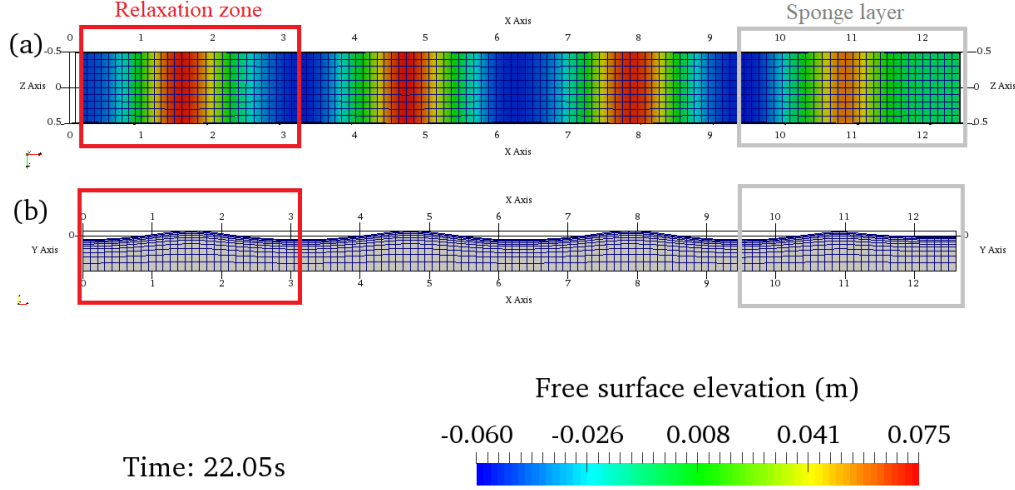 Relaxation zone
Sponge layer
X Axis
X Axis
(a)
0 1 2 3 4 5 6 7 8 9 10 11 12
-0.5
-0.5
Z Axis 0
0 Z Axis
0.5
0.5
0 1 2 3 4 5 6 7 8 9 10 11 12
X Axis
(b)
X Axis
0 1 2 3 4 5 6 7 8 9 10 11 12
0
0
Y Axis
Y Axis
0 1 2 3 4 5 6 7 8 9 10 11 12
X Axis
Free surface elevation (m)
-0.060 -0.026 0.008 0.041 0.075
Time: 22.05s